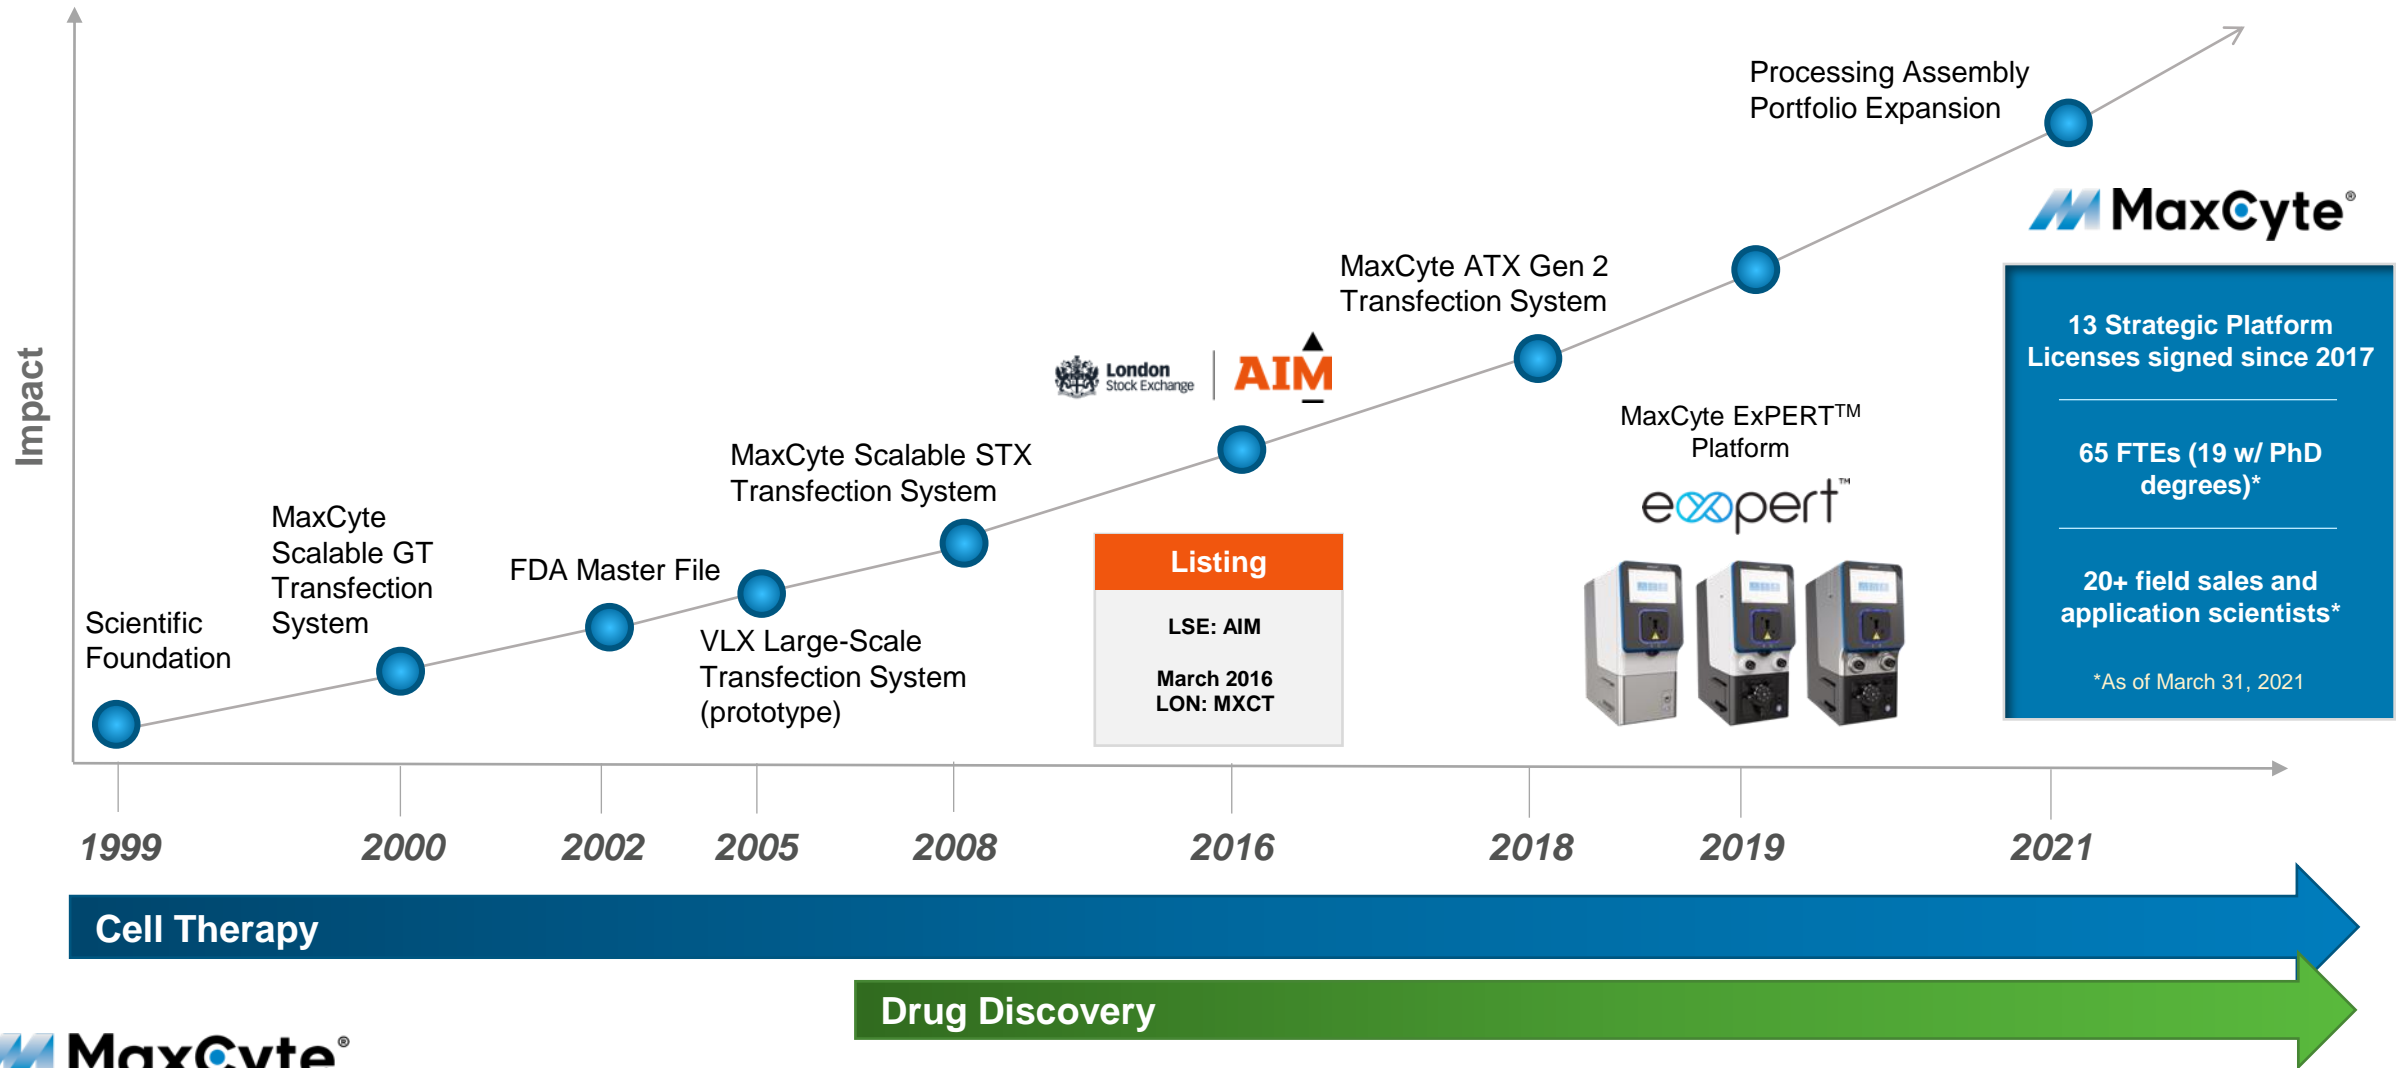 Impact
Scientific
Foundation
MaxCyte
Scalable GT
Transfection
System
FDA Master File
VLX Large-Scale
Transfection System
(prototype)
MaxCyte Scalable STX
Transfection System
London
Stock Exchange
AIM
Listing
LSE: AIM
March 2016
LON: MXCT
MaxCyte ATX Gen 2
Transfection System
MaxCyte ExPERT™
Platform
expert™
Processing Assembly
Portfolio Expansion
MaxCyte®
13 Strategic Platform
Licenses signed since 2017
65 FTEs (19 w/ PhD
degrees)*
20+ field sales and
application scientists*
*As of March 31, 2021
1999
2000
2002
2005
2008
2016
2018
2019
2021
Cell Therapy
Drug Discovery
MaxCyte®